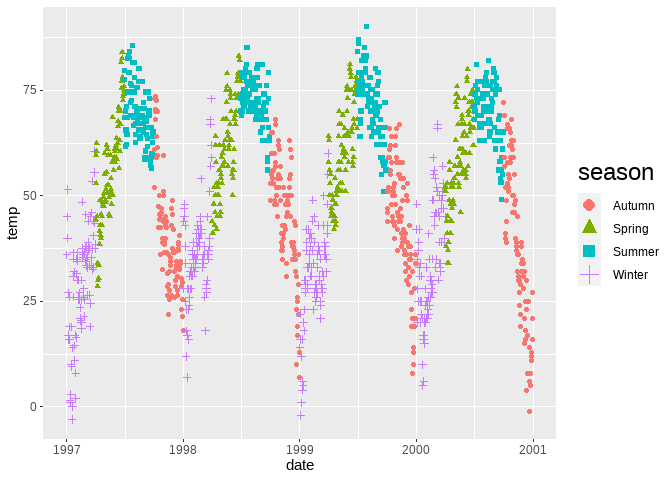 75
50
25
0
temp
1997 1998 1999 2000 2001
date
season
Autumn
Spring
Summer
Winter